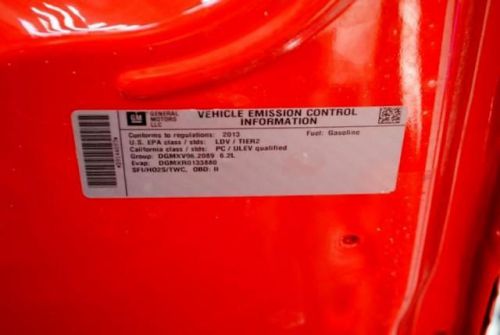 GM
GENERAL
MOTORS
LLC
VEHICLE EMISSION CONTROL
INFORMATION
Conforms to regulations: 2013
Fuel: Gasoline
U.S. EPA class / stds: LDV / TIER2
California class / stds: PC / ULEV qualified
Group: DGMXV06.2089 6.2L
Evap: DGMXR0133880
SFI/HO2S/TWC, OBD: II